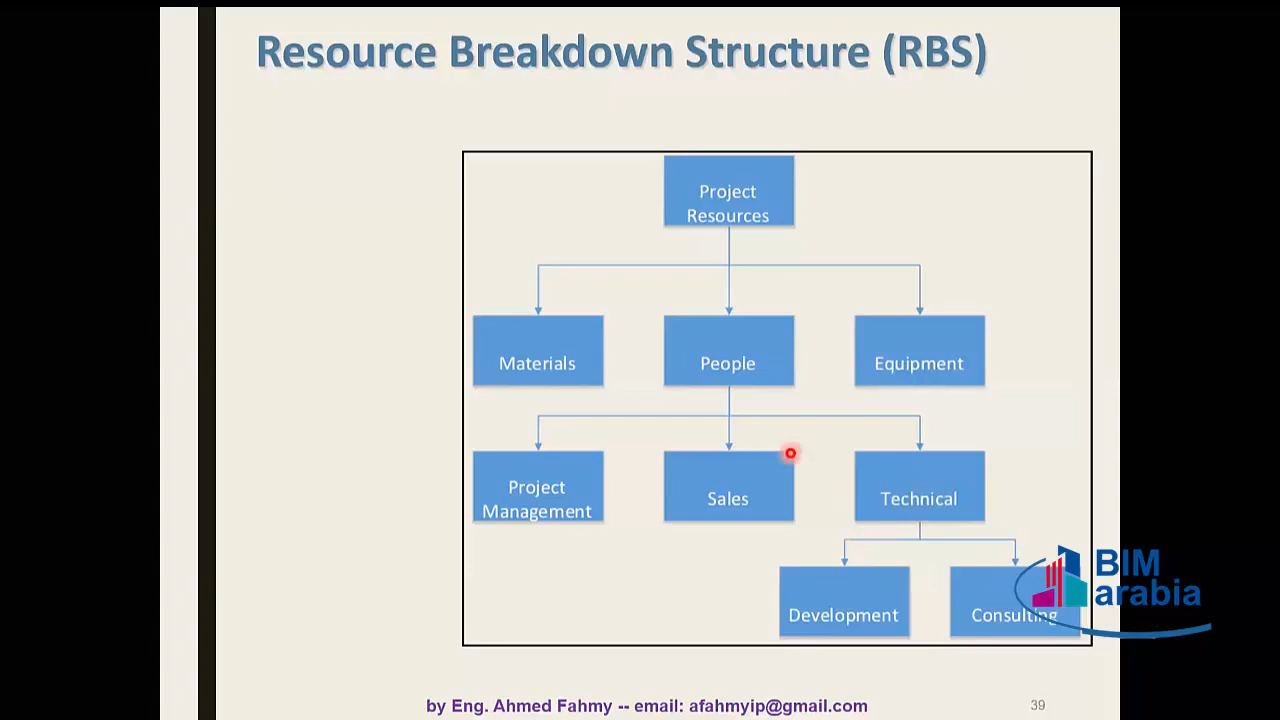 Resource Breakdown Structure (RBS)
Project
Resources
Materials
People
Equipment
Project
Management
Sales
Technical
Development
Consulting
BIM
arabia
by Eng. Ahmed Fahmy -- email: afahmyip@gmail.com
39